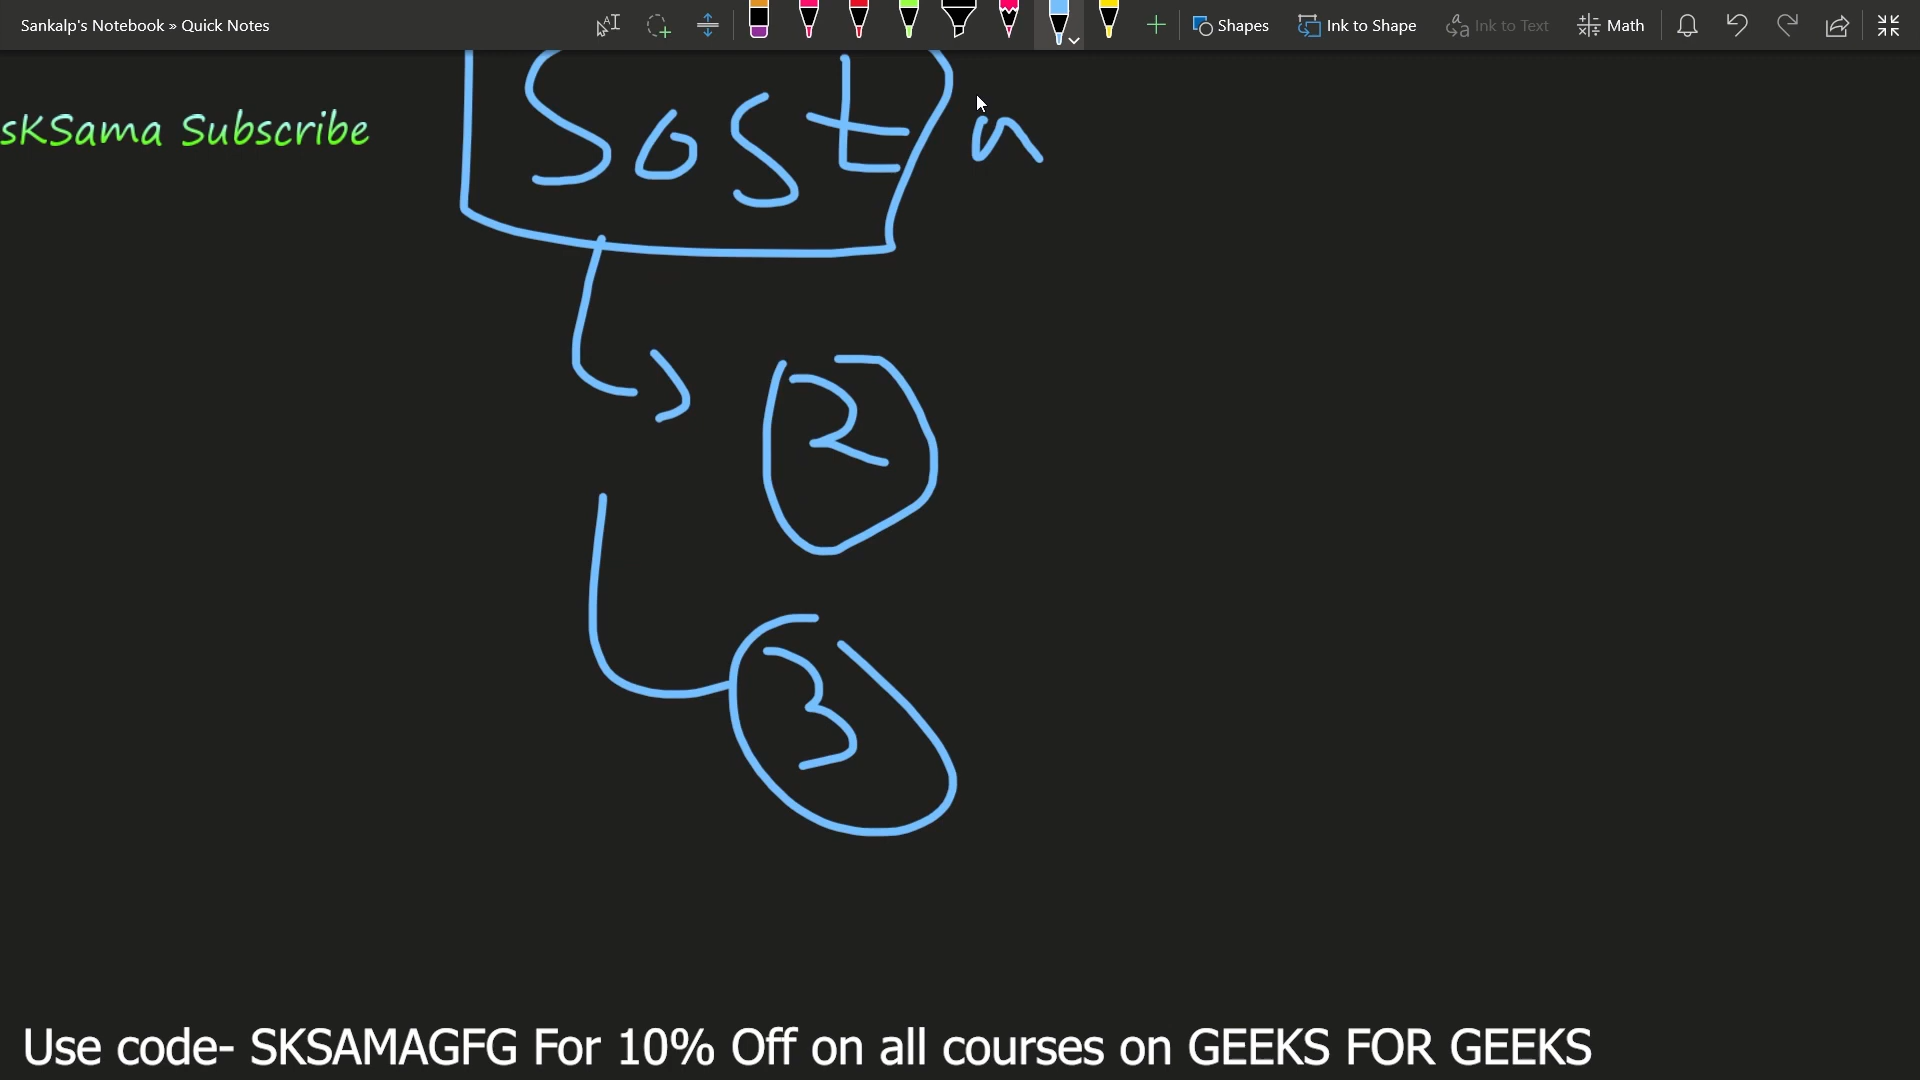 Sankalp's Notebook » Quick Notes
Shapes
Ink to Shape
Ink to Text
Math
sKSama Subscribe
Sort
n
2
3
Use code- SKSAMAGFG For 10% Off on all courses on GEEKS FOR GEEKS